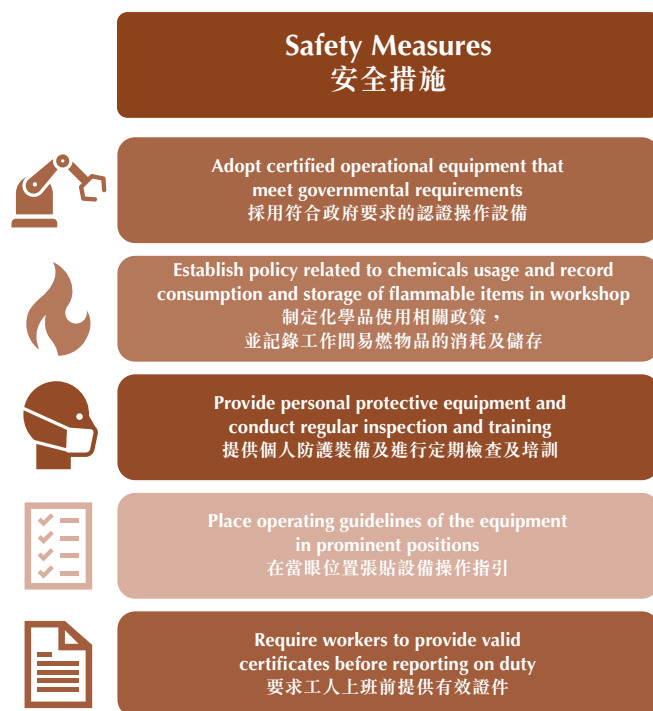 Safety Measures
安全措施
Adopt certified operational equipment that
meet governmental requirements
採用符合政府要求的認證操作設備
Establish policy related to chemicals usage and record
consumption and storage of flammable items in workshop
制定化學品使用相關政策，
並記錄工作間易燃物品的消耗及儲存
Provide personal protective equipment and
conduct regular inspection and training
提供個人防護裝備及進行定期檢查及培訓
Place operating guidelines of the equipment
in prominent positions
在當眼位置張貼設備操作指引
Require workers to provide valid
certificates before reporting on duty
要求工人上班前提供有效證件